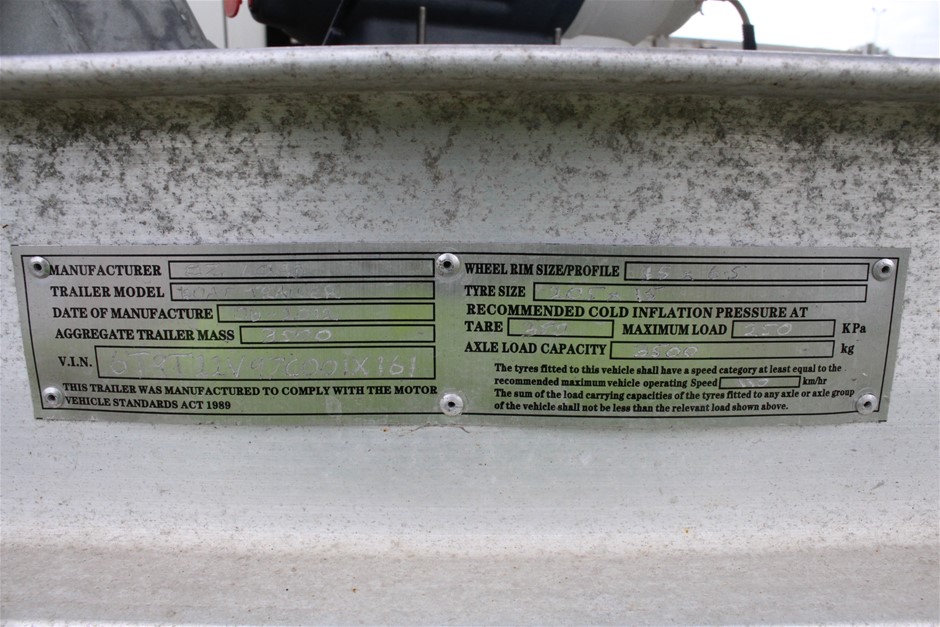 MANUFACTURER
TRAILER MODEL BOAT TRAILER
DATE OF MANUFACTURE
AGGREGATE TRAILER MASS 3500
V.I.N.
THIS TRAILER WAS MANUFACTURED TO COMPLY WITH THE MOTOR
VEHICLE STANDARDS ACT 1989
WHEEL RIM SIZE/PROFILE
TYRE SIZE
RECOMMENDED COLD INFLATION PRESSURE AT
TARE MAXIMUM LOAD 250 KPa
AXLE LOAD CAPACITY 3500 kg
The tyres fitted to this vehicle shall have a speed category at least equal to the
recommended maximum vehicle operating Speed km/hr
The sum of the load carrying capacities of the tyres fitted to any axle or axle group
of the vehicle shall not be less than the relevant load shown above.